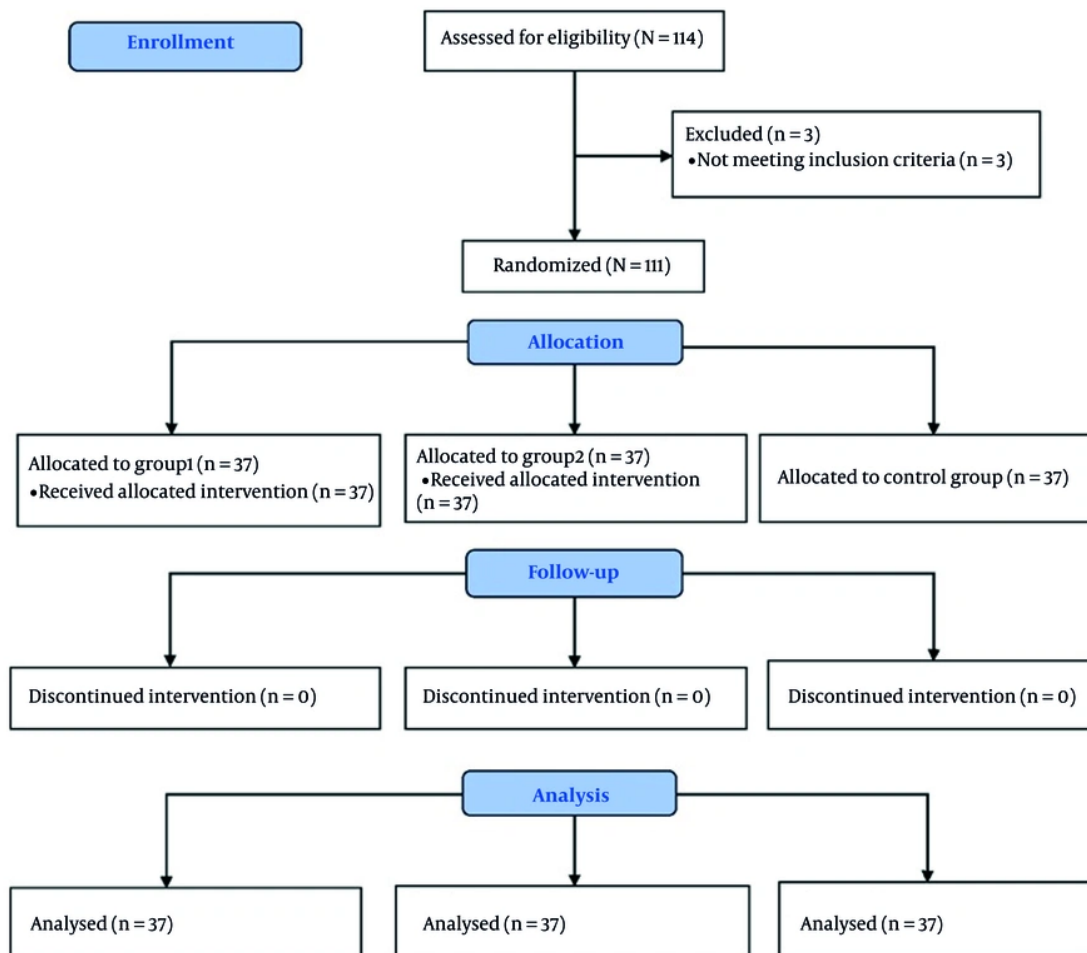 Enrollment
Assessed for eligibility (N = 114)
Excluded (n = 3)
•Not meeting inclusion criteria (n = 3)
Randomized (N = 111)
Allocation
Allocated to group1 (n = 37)
•Received allocated intervention (n = 37)
Allocated to group2 (n = 37)
•Received allocated intervention
(n = 37)
Allocated to control group (n = 37)
Follow-up
Discontinued intervention (n = 0)
Discontinued intervention (n = 0)
Discontinued intervention (n = 0)
Analysis
Analysed (n = 37)
Analysed (n = 37)
Analysed (n = 37)